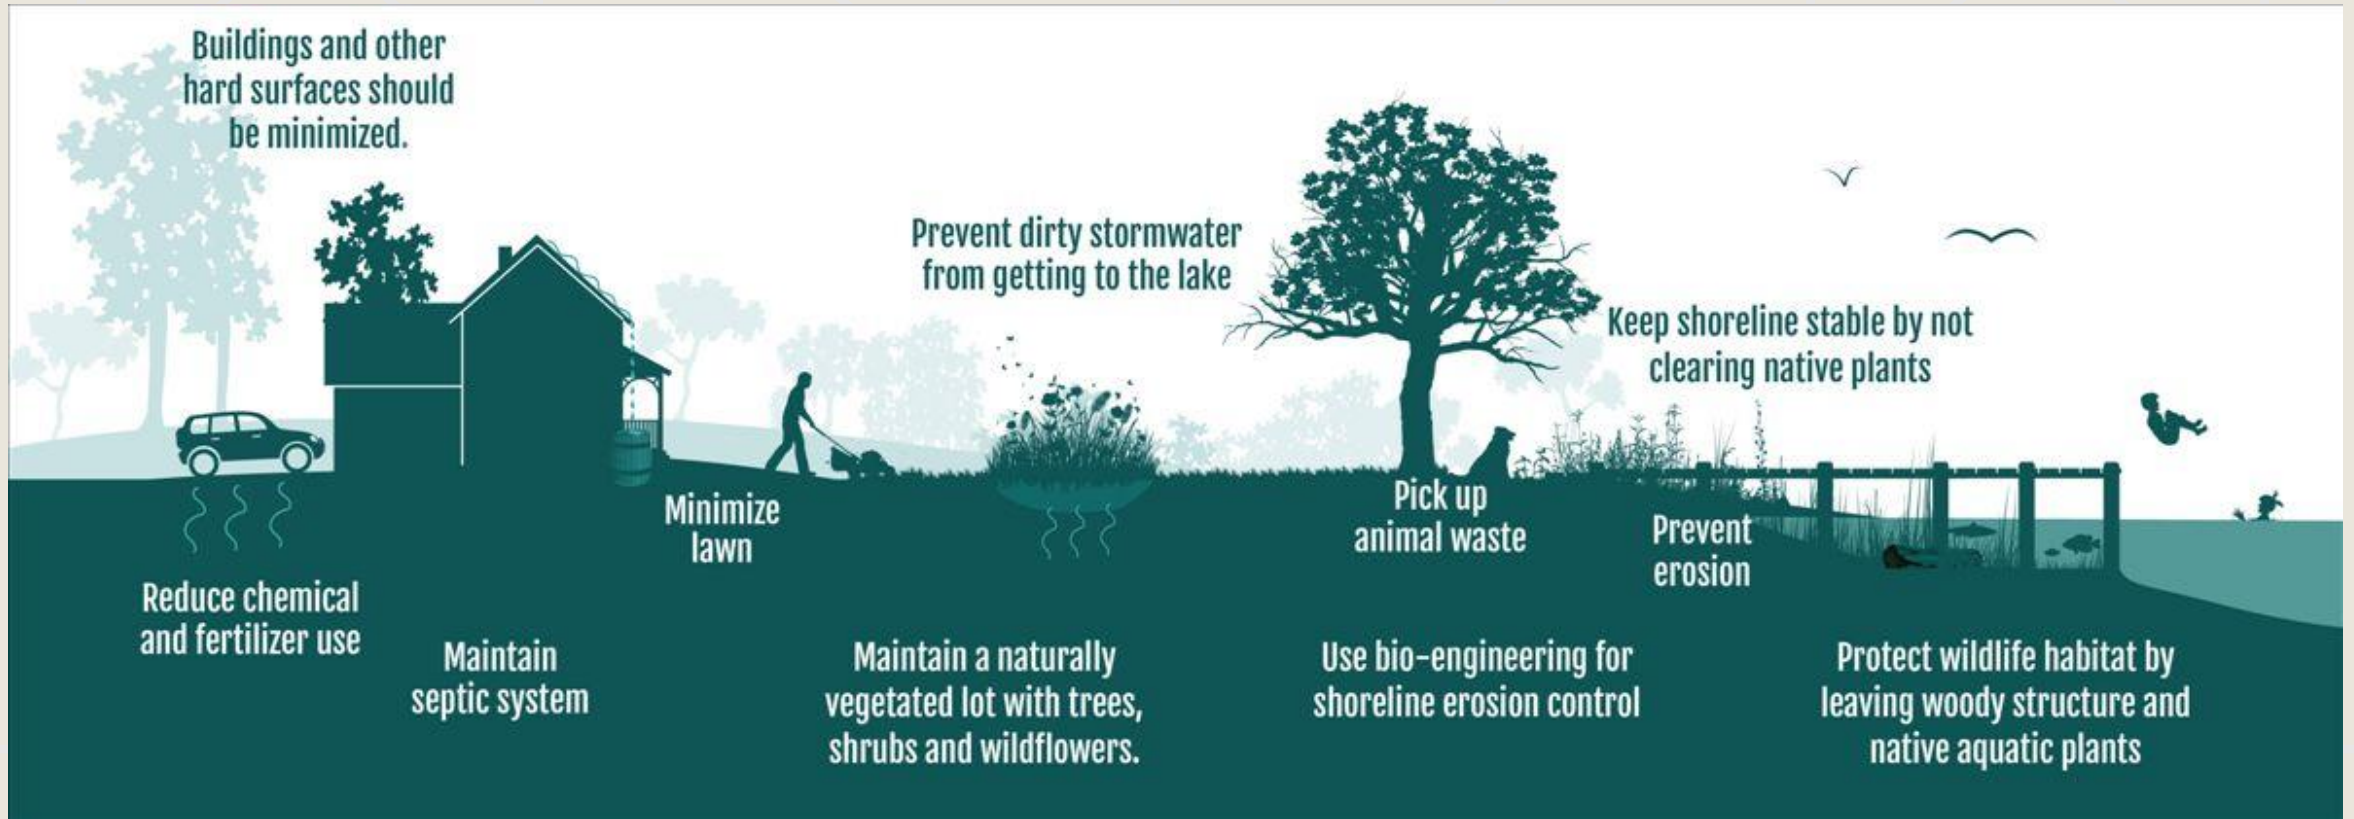 Buildings and other
hard surfaces should
be minimized.
Prevent dirty stormwater
from getting to the lake
Keep shoreline stable by not
clearing native plants
Minimize
lawn
Pick up
animal waste
Prevent
erosion
Reduce chemical
and fertilizer use
Maintain
septic system
Maintain a naturally
vegetated lot with trees,
shrubs and wildflowers.
Use bio-engineering for
shoreline erosion control
Protect wildlife habitat by
leaving woody structure and
native aquatic plants